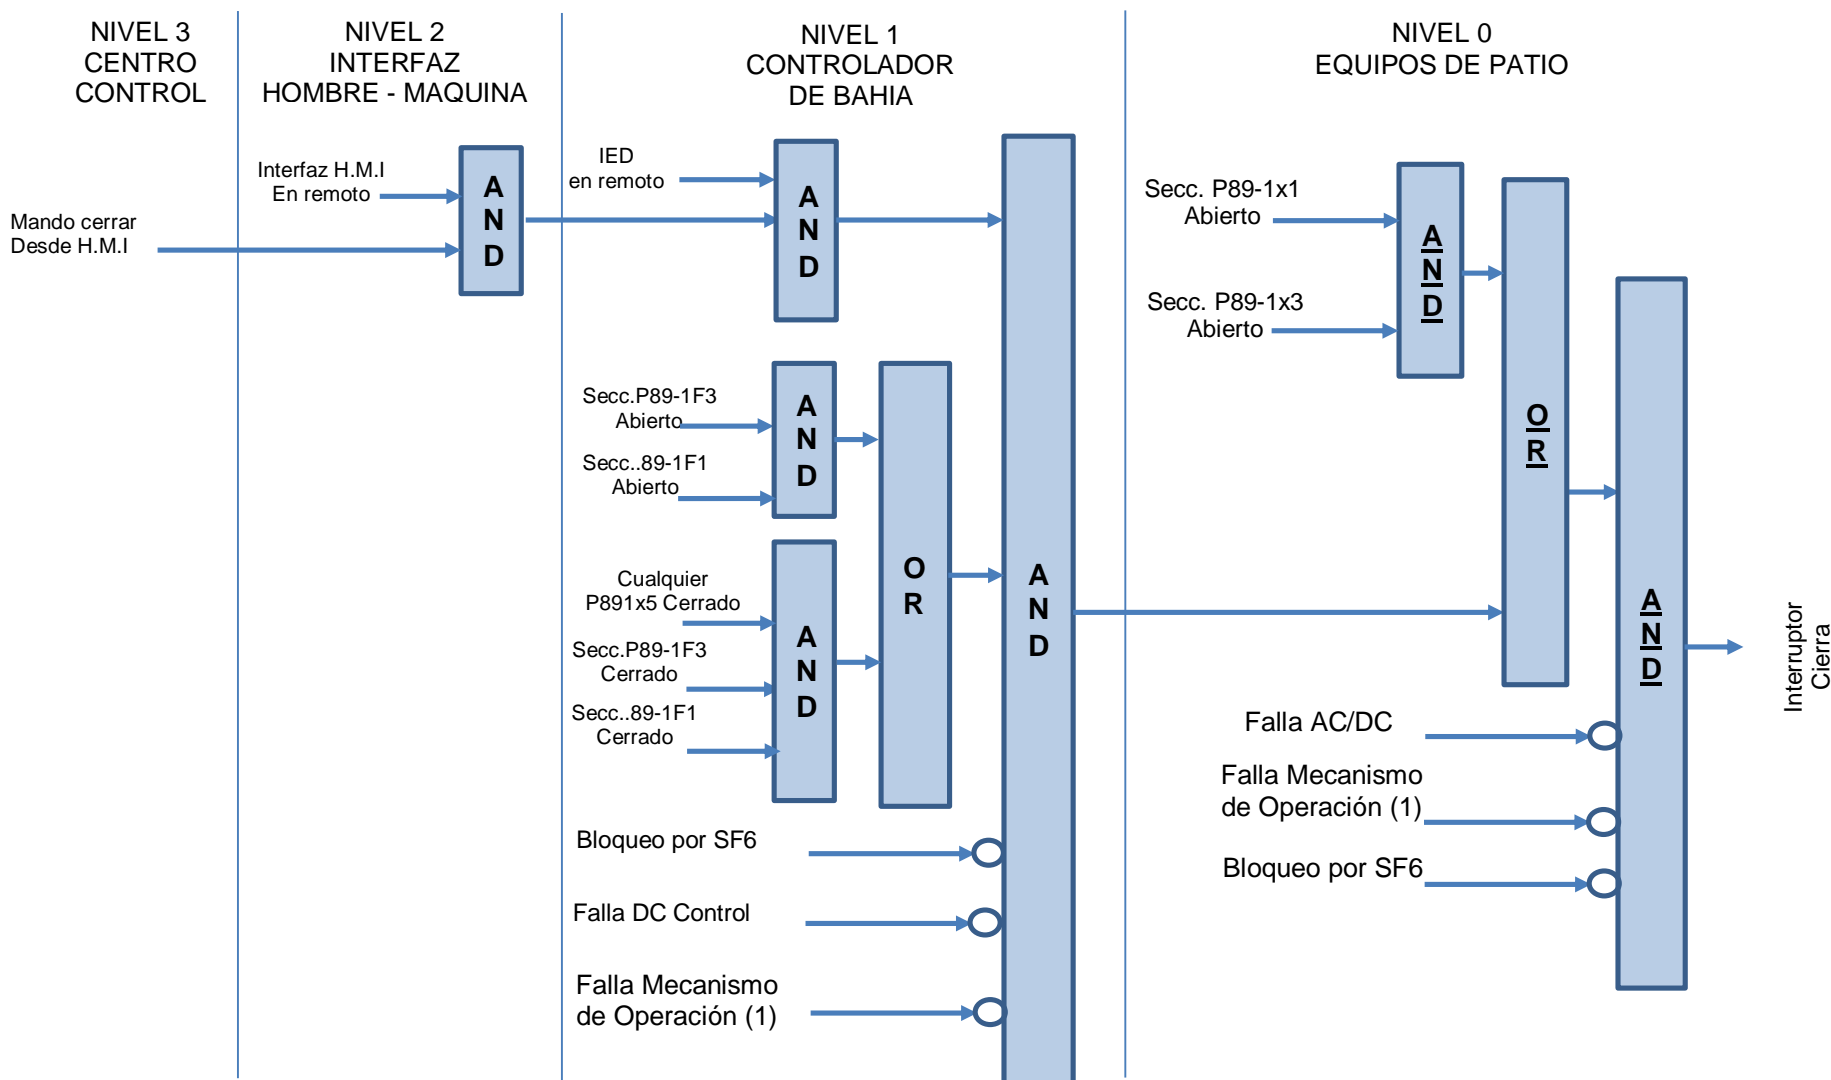 NIVEL 3
CENTRO
CONTROL
NIVEL 2
INTERFAZ
HOMBRE - MAQUINA
NIVEL 1
CONTROLADOR
DE BAHIA
NIVEL 0
EQUIPOS DE PATIO
Mando cerrar
Desde H.M.I
Interfaz H.M.I
En remoto
A
N
D
IED
en remoto
A
N
D
Secc.P89-1F3
Abierto
Secc..89-1F1
Abierto
A
N
D
Cualquier
P891x5 Cerrado
Secc.P89-1F3
Cerrado
Secc..89-1F1
Cerrado
A
N
D
O
R
Bloqueo por SF6
Falla DC Control
Falla Mecanismo
de Operación (1)
A
N
D
Secc. P89-1x1
Abierto
Secc. P89-1x3
Abierto
A
N
D
O
R
Falla AC/DC
Falla Mecanismo
de Operación (1)
Bloqueo por SF6
A
N
D
Interruptor
Cierra